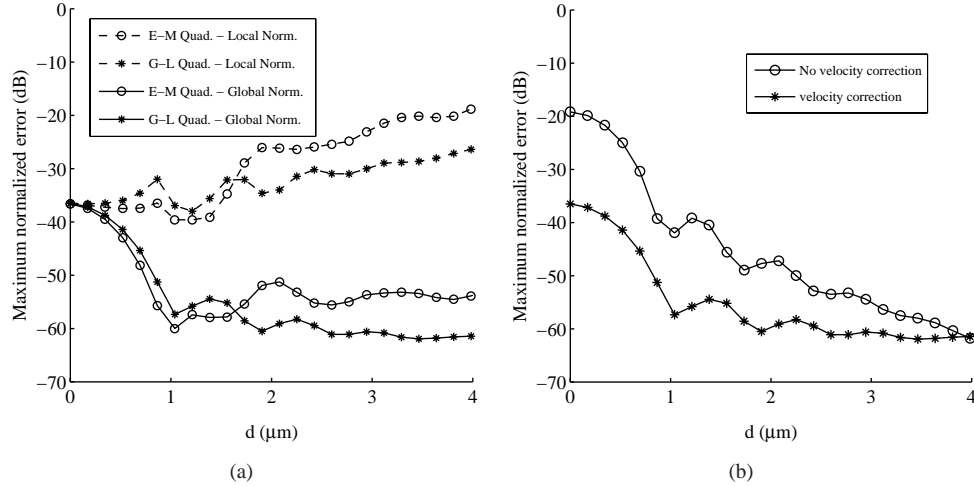 0
−10
−20
−30
−40
−50
−60
−70
Maximum normalized error (dB)
E−M Quad. − Local Norm.
G−L Quad. − Local Norm.
E−M Quad. − Global Norm.
G−L Quad. − Global Norm.
0 1 2 3 4
d (μm)
(a)
0
−10
−20
−30
−40
−50
−60
−70
Maximum normalized error (dB)
No velocity correction
velocity correction
0 1 2 3 4
d (μm)
(b)